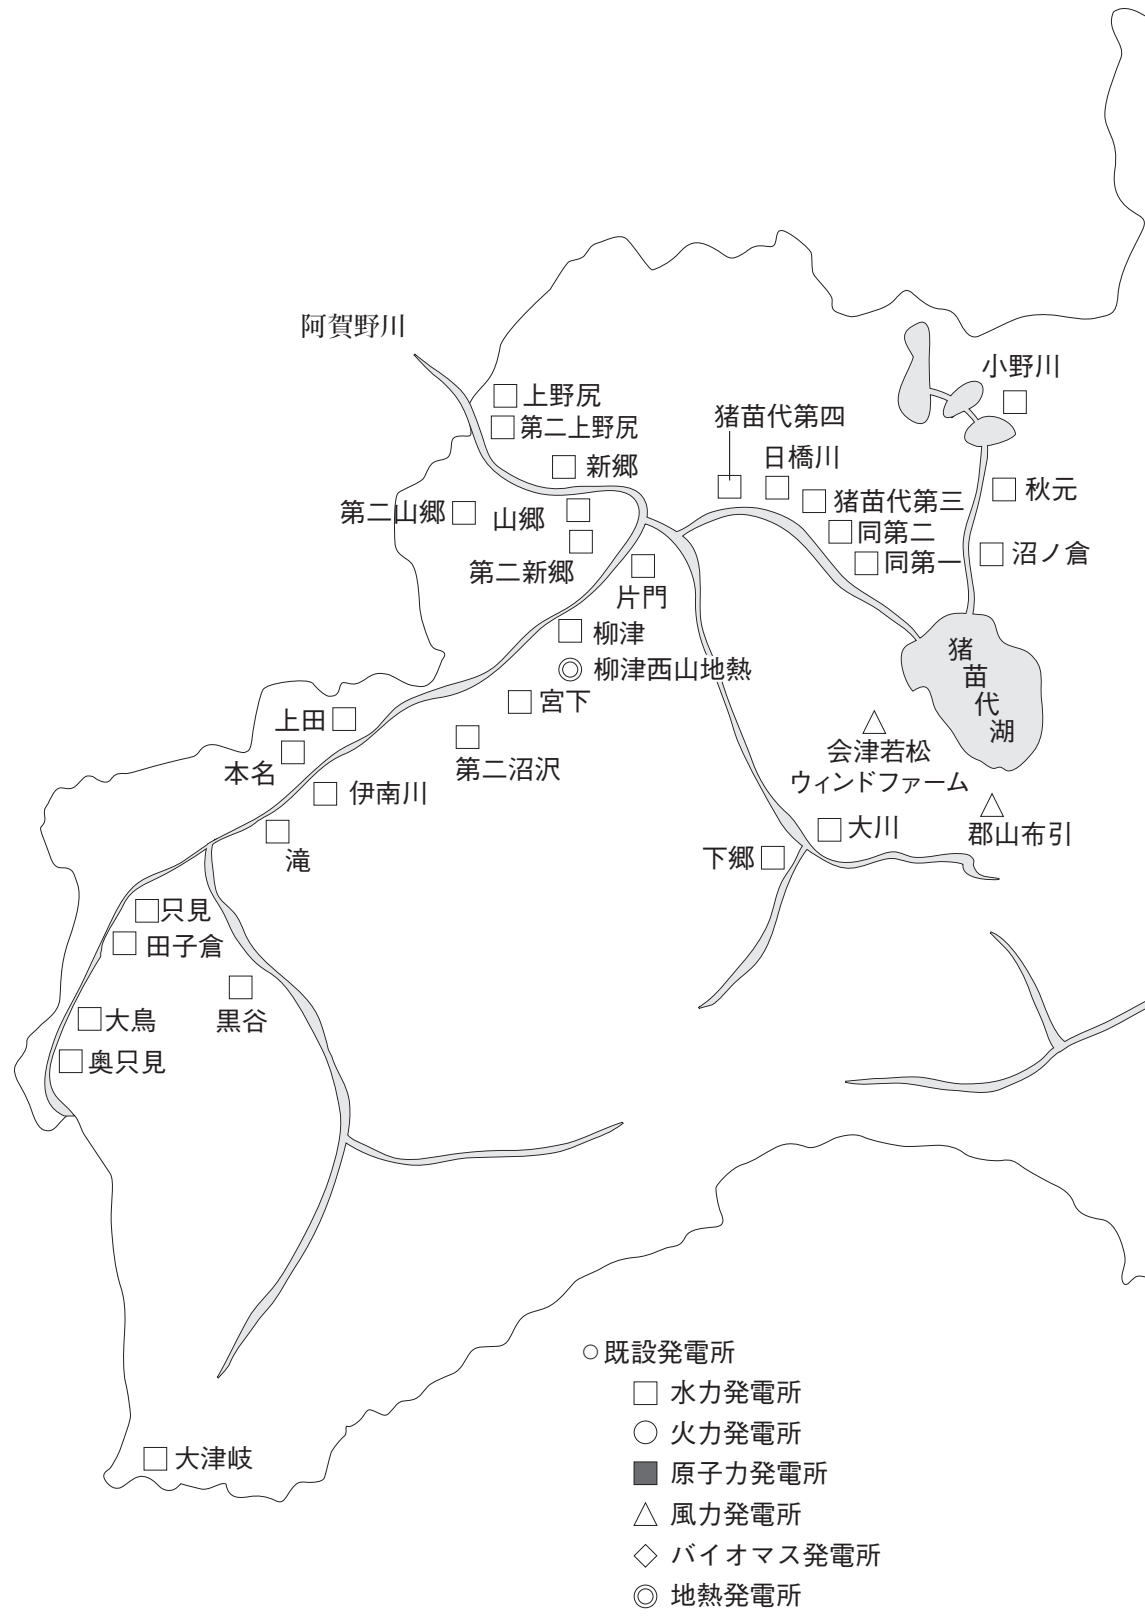 阿賀野川
小野川
上野尻
第二上野尻
猪苗代第四
日橋川
新郷
猪苗代第三
秋元
第二山郷
山郷
同第二
同第一
沼ノ倉
第二新郷
片門
柳津
猪苗代湖
柳津西山地熱
宮下
上田
本名
第二沼沢
会津若松
ウィンドファーム
伊南川
郡山布引
大川
滝
下郷
只見
田子倉
大鳥
黒谷
奥只見
大津岐
○既設発電所
□ 水力発電所
○ 火力発電所
■ 原子力発電所
△ 風力発電所
◇ バイオマス発電所
◎ 地熱発電所